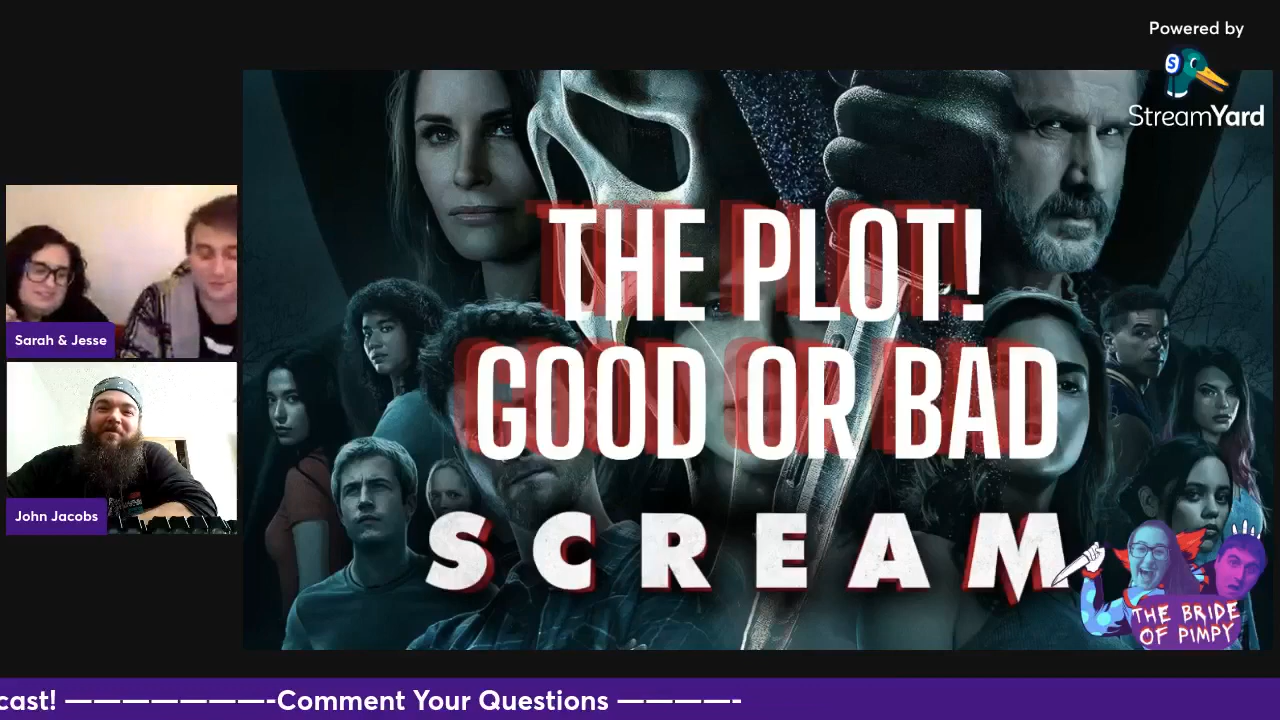 Powered by
StreamYard
THE PLOT!
GOOD OR BAD
SCREAM
Sarah & Jesse
John Jacobs
THE BRIDE
OF PIMPY
cast! ———————-Comment Your Questions ————-